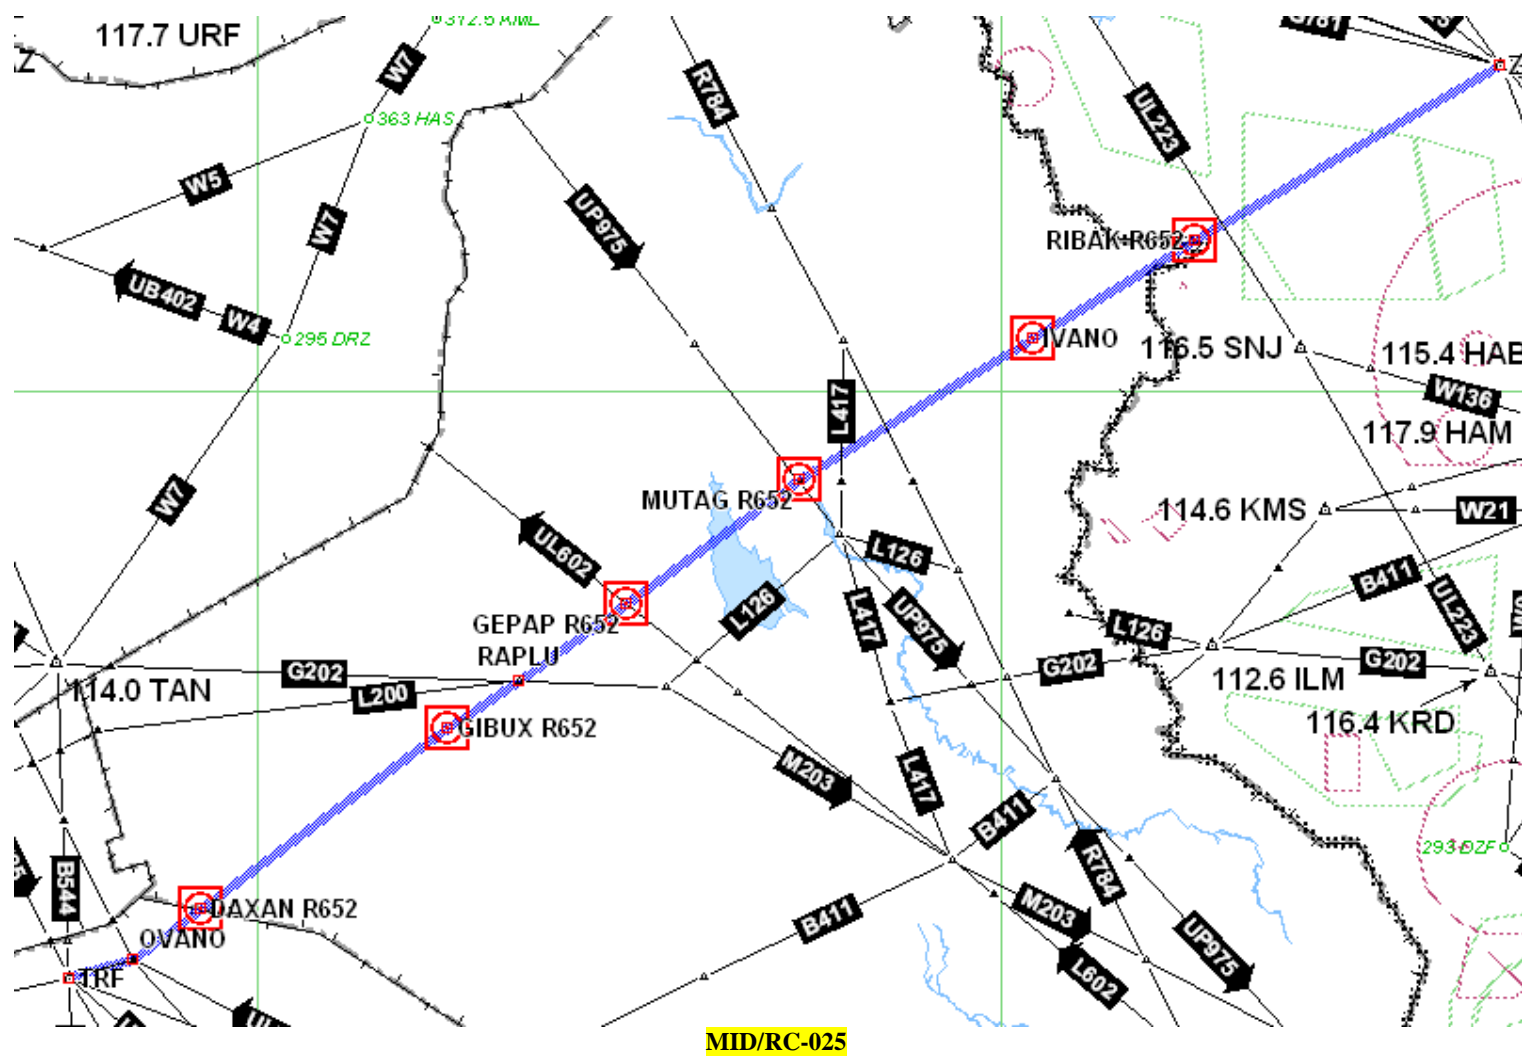 312.5 KML
117.7 URF
AZ
W7
R784
UL223
363 HAS
W5
UP975
W7
RIBAK R652
UB402
W4
295 DRZ
IVANO
116.5 SNJ
115.4 HAB
L417
W136
117.9 HAM
W7
MUTAG R652
114.6 KMS
W21
UL602
L126
B411
L126
L417
UP975
UL223
GEPAP R652
L126
RAPLU
G202
G202
G202
114.0 TAN
L200
112.6 ILM
116.4 KRD
GIBUX R652
M203
L417
B411
293 DZF
R784
B544
DAXAN R652
B411
M203
OVANO
UP975
L602
TRF
MID/RC-025